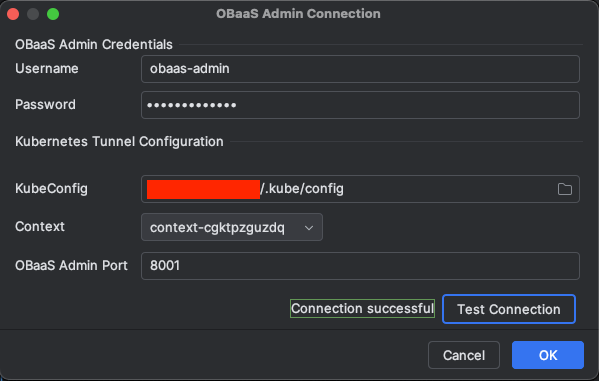 OBaaS Admin Connection
OBaaS Admin Credentials
Username obaas-admin
Password •••••••••••••
Kubernetes Tunnel Configuration
KubeConfig /.kube/config
Context context-cgktpzguzdq
OBaaS Admin Port 8001
Connection successful Test Connection
Cancel OK